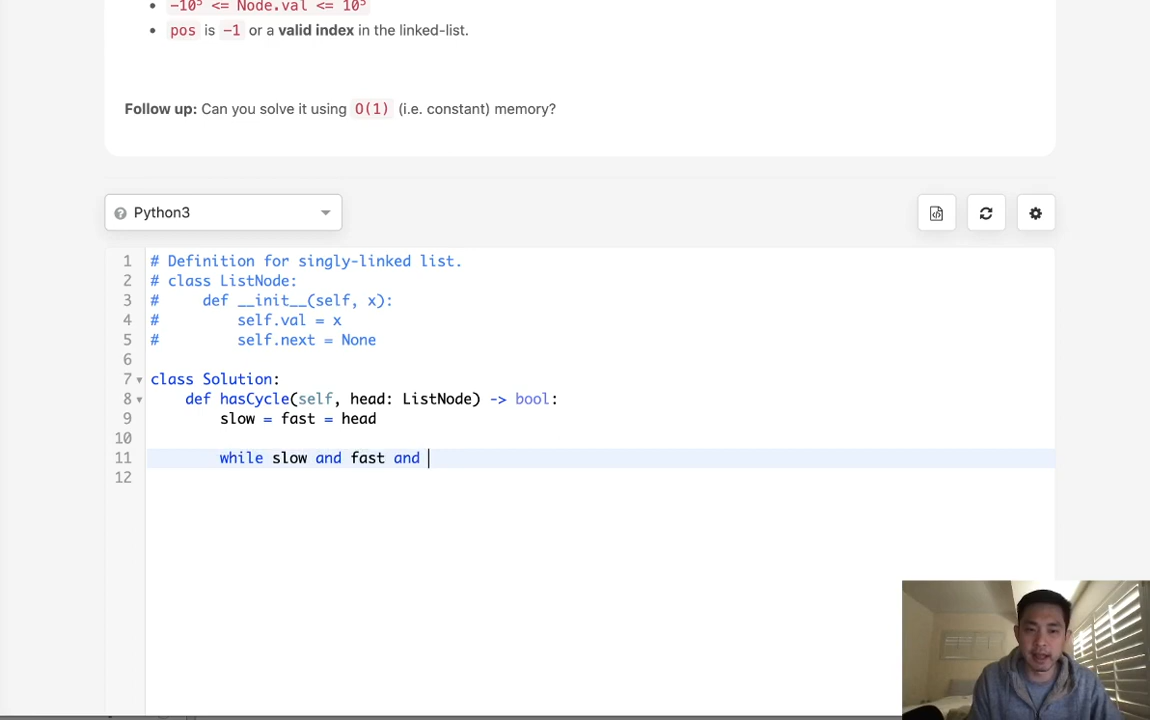 • -10⁵ <= Node.val <= 10⁵
• pos is -1 or a valid index in the linked-list.
Follow up: Can you solve it using O(1) (i.e. constant) memory?
Python3
1 # Definition for singly-linked list.
2 # class ListNode:
3 #     def __init__(self, x):
4 #         self.val = x
5 #         self.next = None
6
7 class Solution:
8     def hasCycle(self, head: ListNode) -> bool:
9         slow = fast = head
10
11         while slow and fast and
12